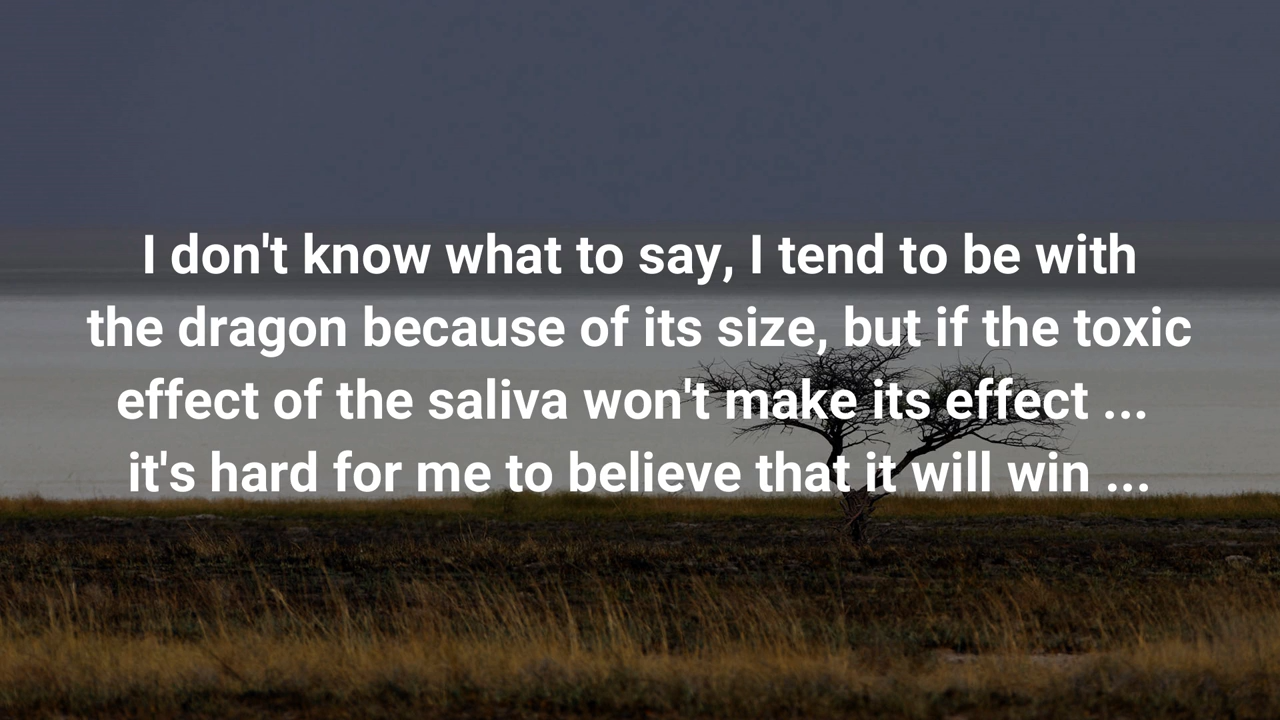 I don't know what to say, I tend to be with
the dragon because of its size, but if the toxic
effect of the saliva won't make its effect ...
it's hard for me to believe that it will win ...